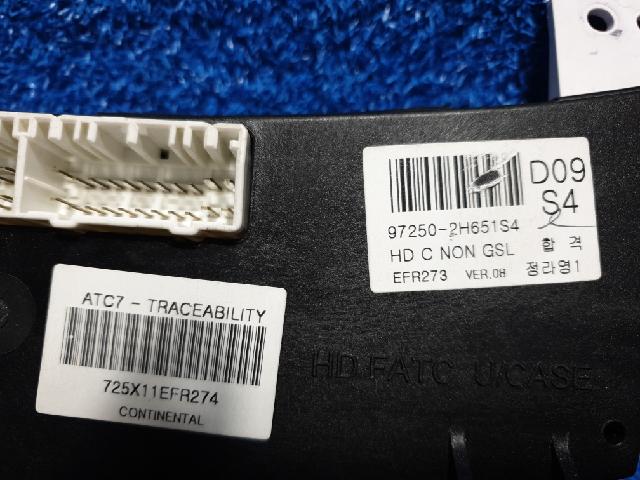 D09
S4
97250-2H651S4
HD C NON GSL 합 격
EFR273 VER.08 정라영1
ATC7 - TRACEABILITY
725X11EFR274
CONTINENTAL
HD FATC U/CASE